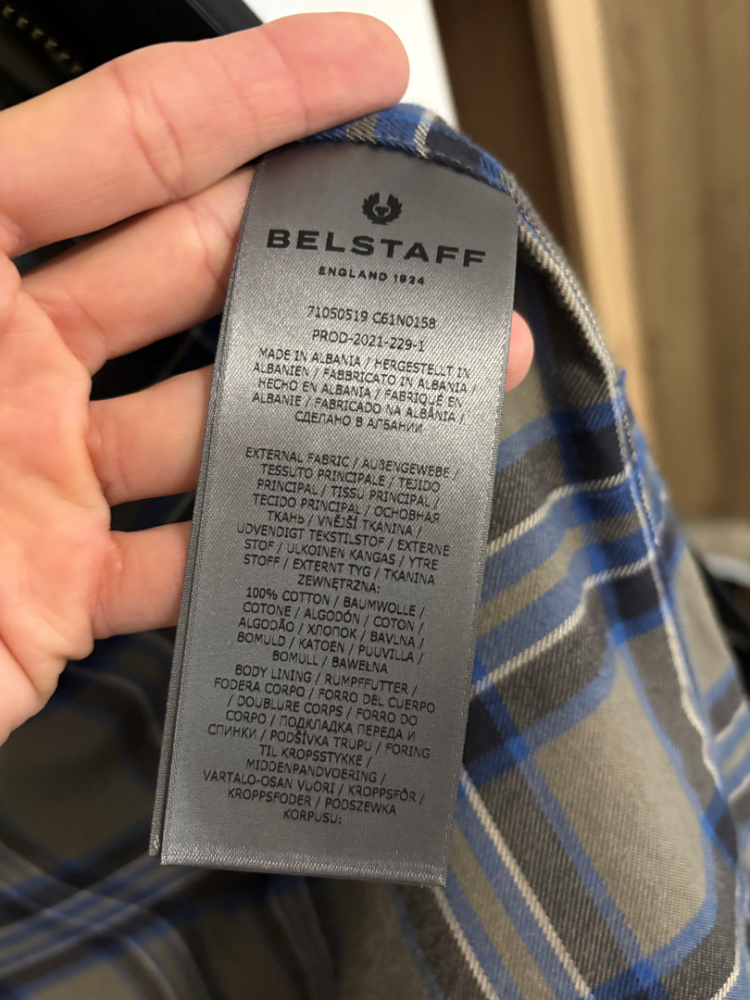 BELSTAFF
ENGLAND 1924
71050519 C61N0158
PROD-2021-229-1
MADE IN ALBANIA / HERGESTELLT IN
ALBANIEN / FABBRICATO IN ALBANIA /
HECHO EN ALBANIA / FABRIQUÉ EN
ALBANIE / FABRICADO NA ALBÂNIA /
СДЕЛАНО В АЛБАНИИ
EXTERNAL FABRIC / AUßENGEWEBE /
TESSUTO PRINCIPALE / TEJIDO
PRINCIPAL / TISSU PRINCIPAL /
TECIDO PRINCIPAL / ОСНОВНАЯ
ТКАНЬ / VNĚJŠÍ TKANINA /
UDVENDIGT TEKSTILSTOF / EXTERNE
STOF / ULKOINEN KANGAS / YTRE
STOFF / EXTERNT TYG / TKANINA
ZEWNĘTRZNA:
100% COTTON / BAUMWOLLE /
COTONE / ALGODÓN / COTON /
ALGODÃO / ХЛОПОК / BAVLNA /
BOMULD / KATOEN / PUUVILLA /
BOMULL / BAWEŁNA
BODY LINING / RUMPFFUTTER /
FODERA CORPO / FORRO DEL CUERPO
/ DOUBLURE CORPS / FORRO DO
CORPO / ПОДКЛАДКА ПЕРЕДА И
СПИНКИ / PODŠÍVKA TRUPU / FORING
TIL KROPSSTYKKE /
MIDDENPANDVOERING /
VARTALO-OSAN VUORI / KROPPSFÔR /
KROPPSFODER / PODSZEWKA
KORPUSU: